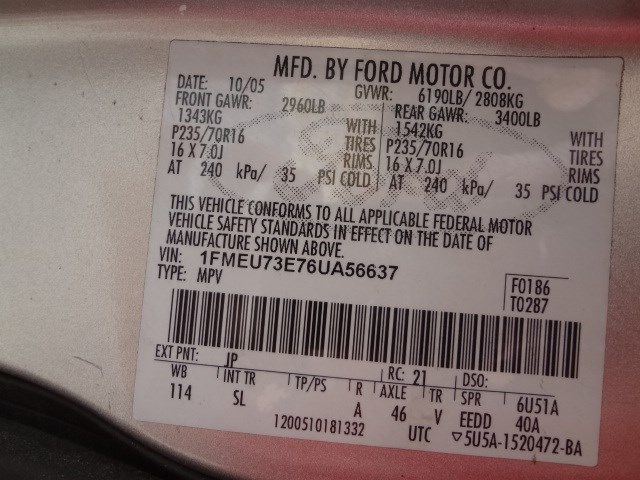 MFD. BY FORD MOTOR CO.
DATE: 10/05 GVWR: 6190LB/ 2808KG
FRONT GAWR: 2960LB REAR GAWR: 3400LB
1343KG WITH 1542KG WITH
P235/70R16 TIRES P235/70R16 TIRES
16 X 7.0J RIMS. 16 X 7.0J RIMS
AT 240 kPa/ 35 PSI COLD AT 240 kPa/ 35 PSI COLD
THIS VEHICLE CONFORMS TO ALL APPLICABLE FEDERAL MOTOR
VEHICLE SAFETY STANDARDS IN EFFECT ON THE DATE OF
MANUFACTURE SHOWN ABOVE.
VIN: 1FMEU73E76UA56637
TYPE: MPV
F0186
T0287
EXT PNT: JP RC: 21 DSO:
WB INT TR TP/PS R AXLE TR SPR 6U51A
114 SL A 46 V EEDD 40A
1200510181332 UTC ▽5U5A-1520472-BA